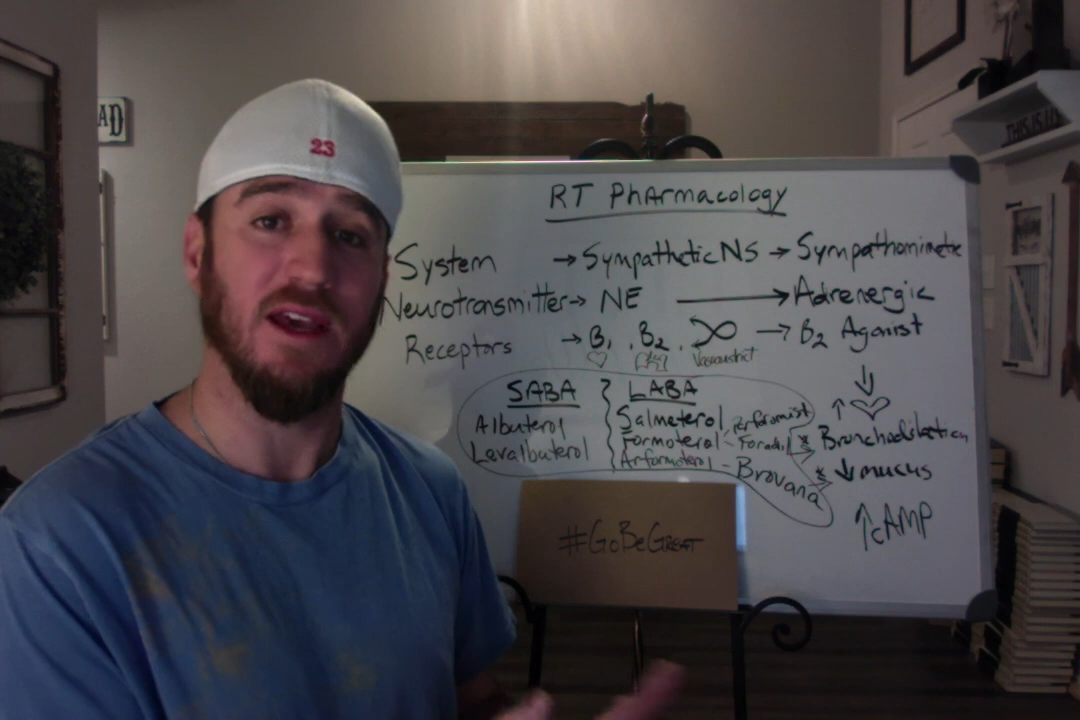 AD
23
THIS IS US
RT PhArmacology
System → Sympathetic NS → Sympathomimetic
Neurotransmitter → NE → Adrenergic
Receptors → B1, B2, ∝ → B2 Agonist
Vasoconstrict
SABA
Albuterol
Levalbuterol
LABA
Salmeterol
Formoterol - Foradil
Perforomist
Arformoterol - Brovana
↑ ♡
* Bronchodilation
* ↓ mucus
↑cAMP
#GoBeGreat